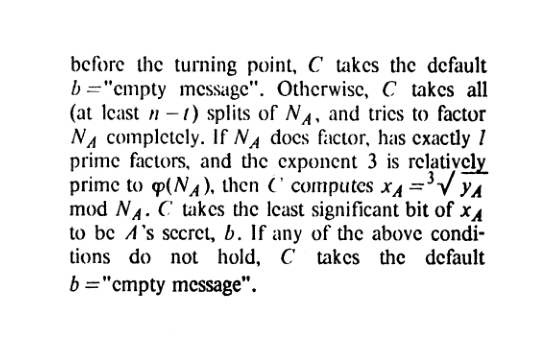 before the turning point, C takes the default
b ="empty message". Otherwise, C takes all
(at least n − t) splits of N_A, and tries to factor
N_A completely. If N_A does factor, has exactly l
prime factors, and the exponent 3 is relatively
prime to φ(N_A), then C computes x_A = ³√y_A
mod N_A. C takes the least significant bit of x_A
to be A's secret, b. If any of the above condi-
tions do not hold, C takes the default
b ="empty message".